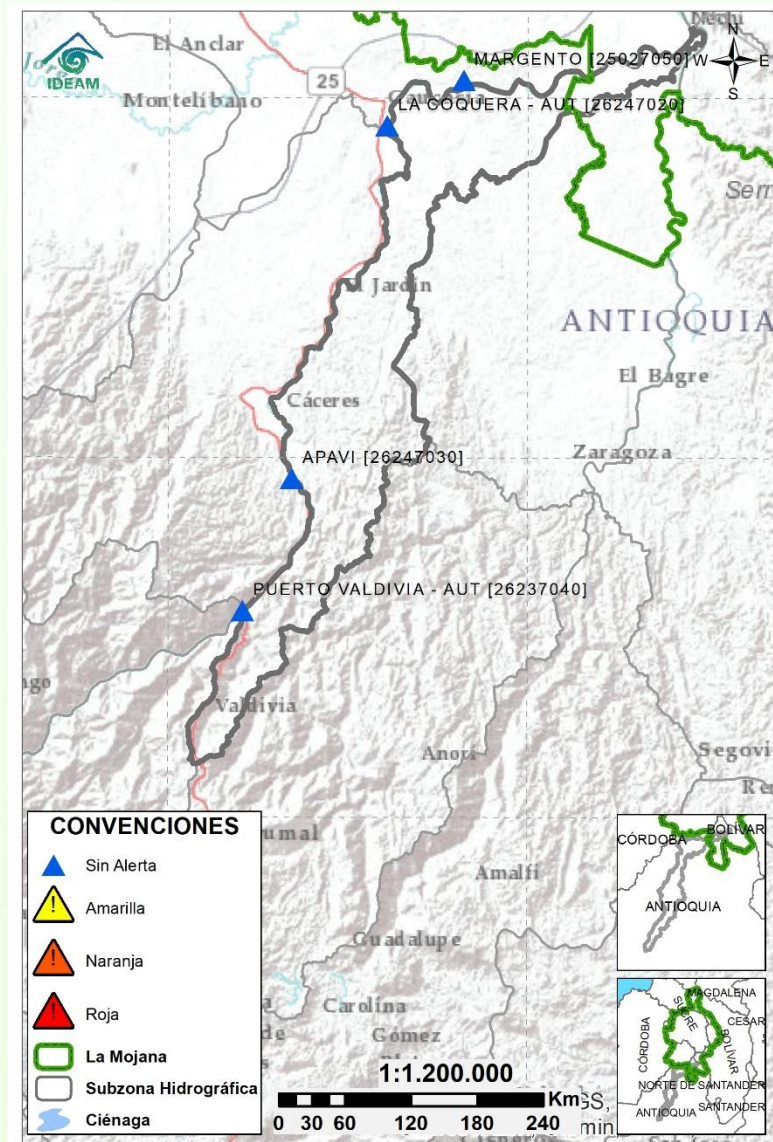 IDEAM
El Anclar
Nechí
N
W
E
S
MARGENTO [25027050]
25
Montelíbano
Caucasia
LA COQUERA - AUT [26247020]
El Jardín
ANTIOQUIA
El Bagre
Cáceres
Zaragoza
APAVI [26247030]
PUERTO VALDIVIA - AUT [26237040]
Valdivia
Anorí
Amalfi
Guadalupe
Carolina
Gómez
CONVENCIONES
Sin Alerta
Amarilla
Naranja
Roja
La Mojana
Subzona Hidrográfica
Ciénaga
1:1.200.000
Km
0 30 60 120 180 240
CÓRDOBA
BOLÍVAR
ANTIOQUIA
MAGDALENA
SUCRE
CESAR
CÓRDOBA
BOLÍVAR
NORTE DE SANTANDER
ANTIOQUIA
SANTANDER